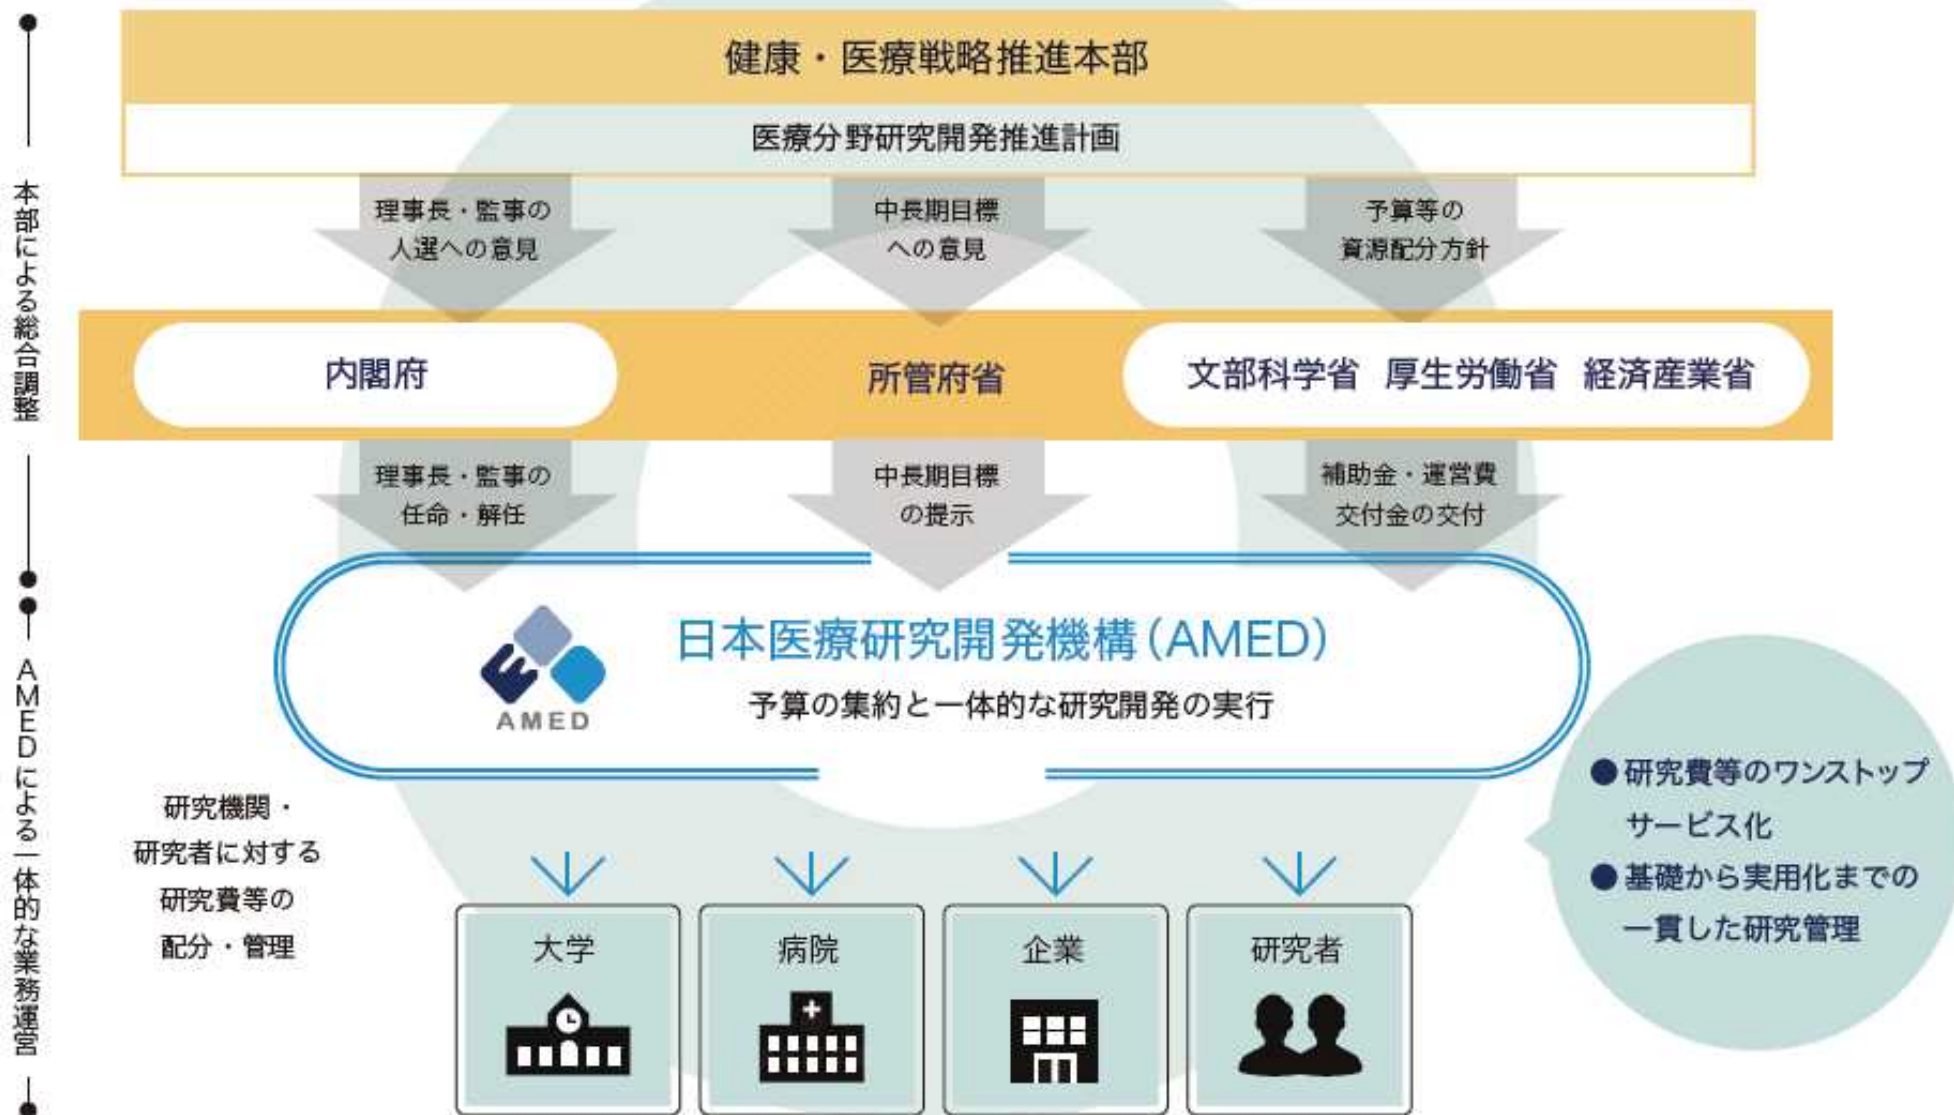 健康・医療戦略推進本部
医療分野研究開発推進計画
本部による総合調整
理事長・監事の
人選への意見
中長期目標
への意見
予算等の
資源配分方針
内閣府
所管府省
文部科学省 厚生労働省 経済産業省
理事長・監事の
任命・解任
中長期目標
の提示
補助金・運営費
交付金の交付
日本医療研究開発機構(AMED)
予算の集約と一体的な研究開発の実行
AMED
AMEDによる一体的な業務運営
研究機関・
研究者に対する
研究費等の
配分・管理
●研究費等のワンストップ
サービス化
●基礎から実用化までの
一貫した研究管理
大学
病院
企業
研究者